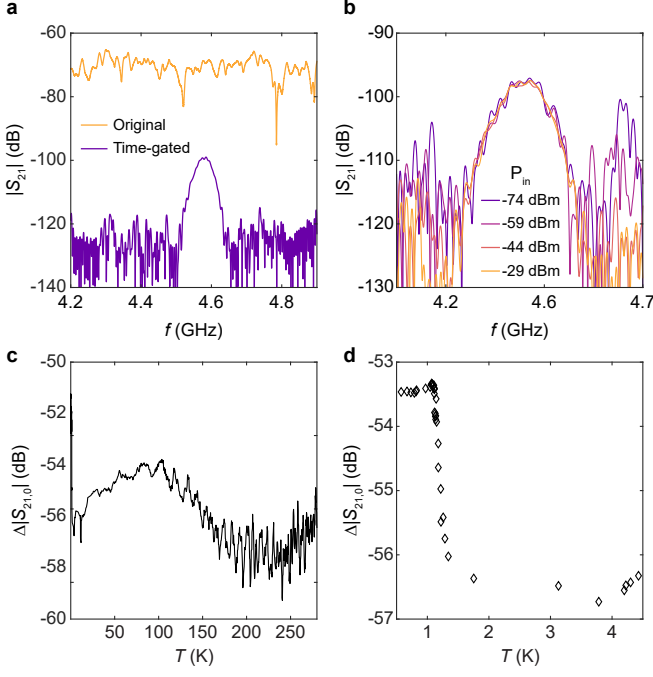 a
-60
-80
-100
-120
-140
|S21| (dB)
Original
Time-gated
4.2
4.4
4.6
4.8
f (GHz)
b
-90
-100
-110
-120
-130
|S21| (dB)
Pin
-74 dBm
-59 dBm
-44 dBm
-29 dBm
4.2
4.6
4.7
f (GHz)
c
-50
-52
-54
-56
-58
-60
Δ|S21,0| (dB)
50
100
150
200
250
T (K)
d
-53
-54
-55
-56
-57
Δ|S21,0| (dB)
1
2
3
4
T (K)